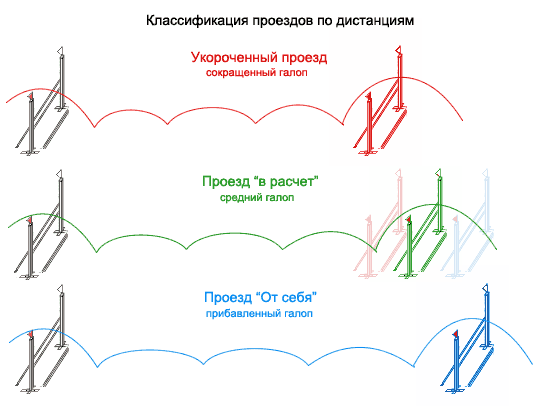 Классификация проездов по дистанциям
Укороченный проезд
сокращенный галоп
Проезд “в расчет”
средний галоп
Проезд “От себя”
прибавленный галоп